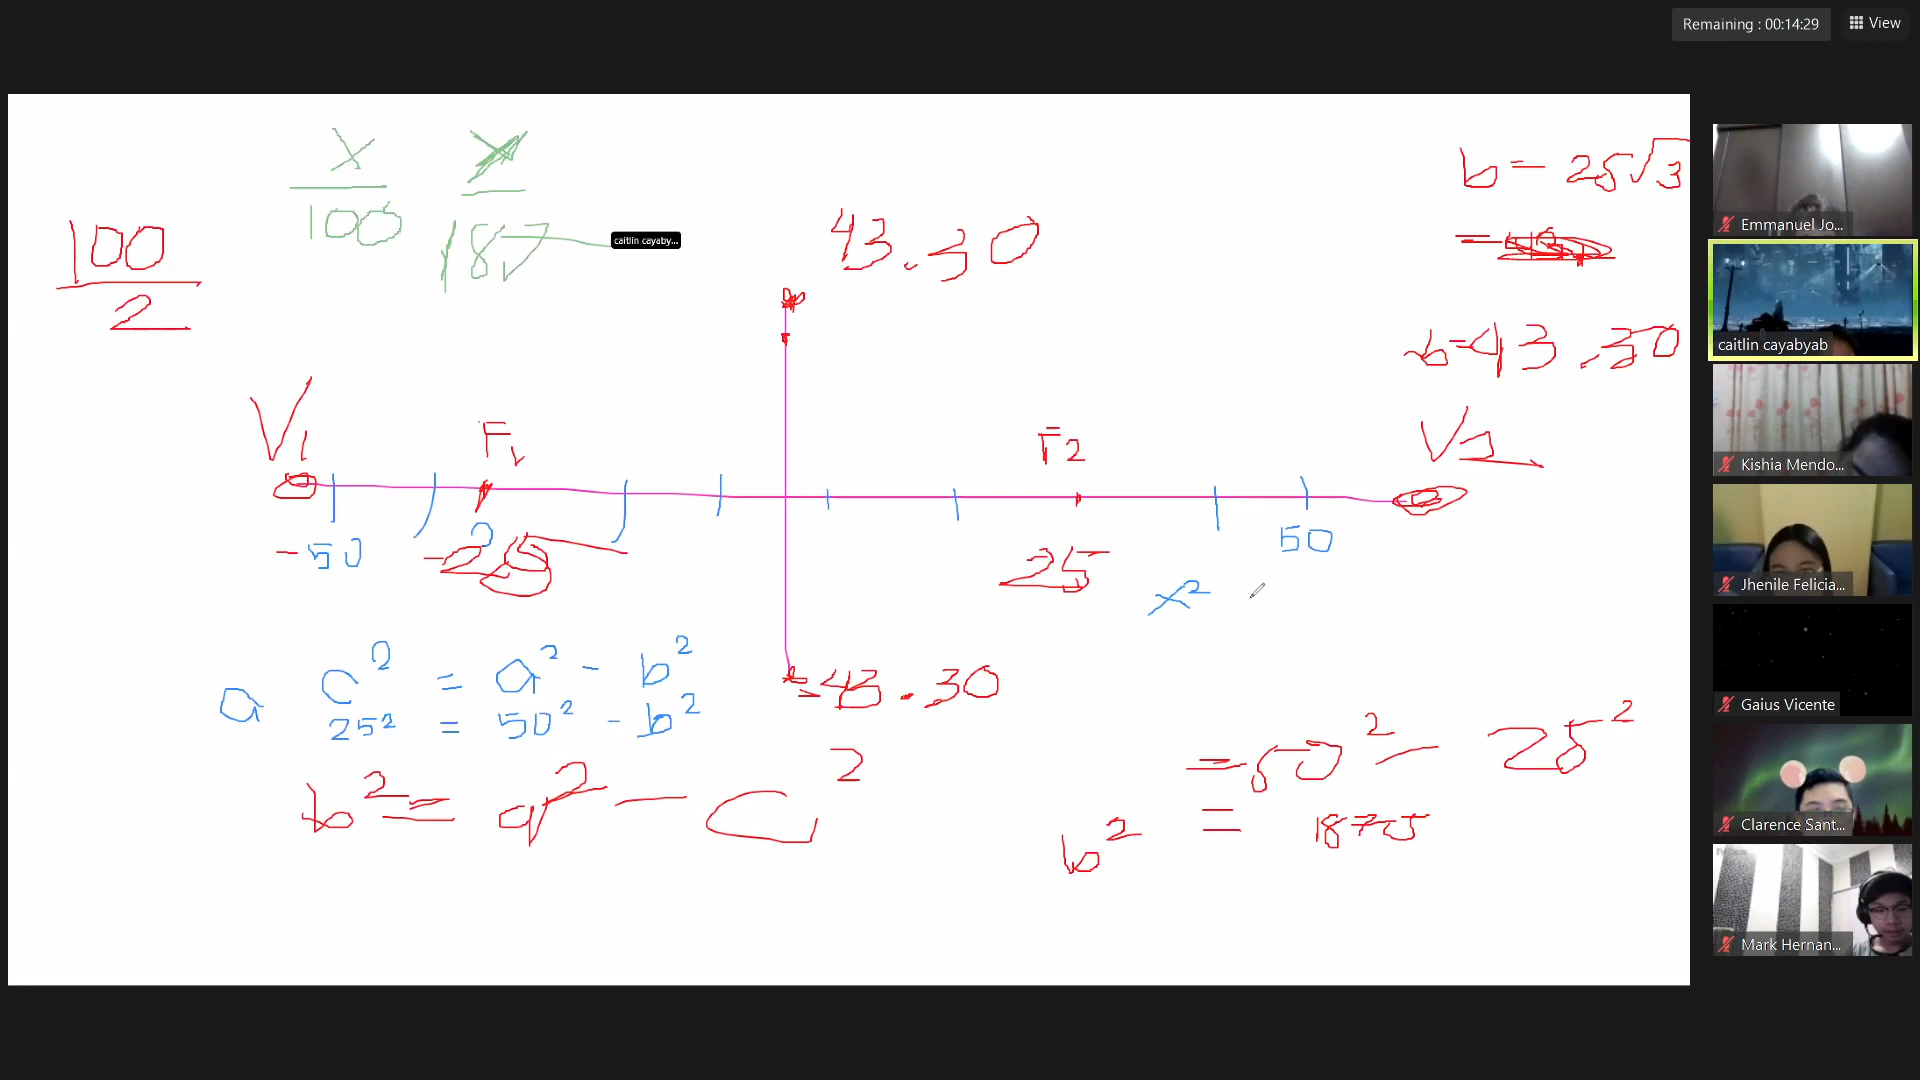 Remaining : 00:14:29 View
x
100
x
187
caitlin cayaby...
100
2
43.30
b = 25√3
=
b = 43.30
V1
F1
F2
V2
-50
-25
25
50
x²
-43.30
a
c² = a² - b²
25² = 50² - b²
b² = a² - c²
= 50² - 25²
b² = 1875
Emmanuel Jo...
caitlin cayabyab
Kishia Mendo...
Jhenile Felicia...
Gaius Vicente
Clarence Sant...
Mark Hernan...